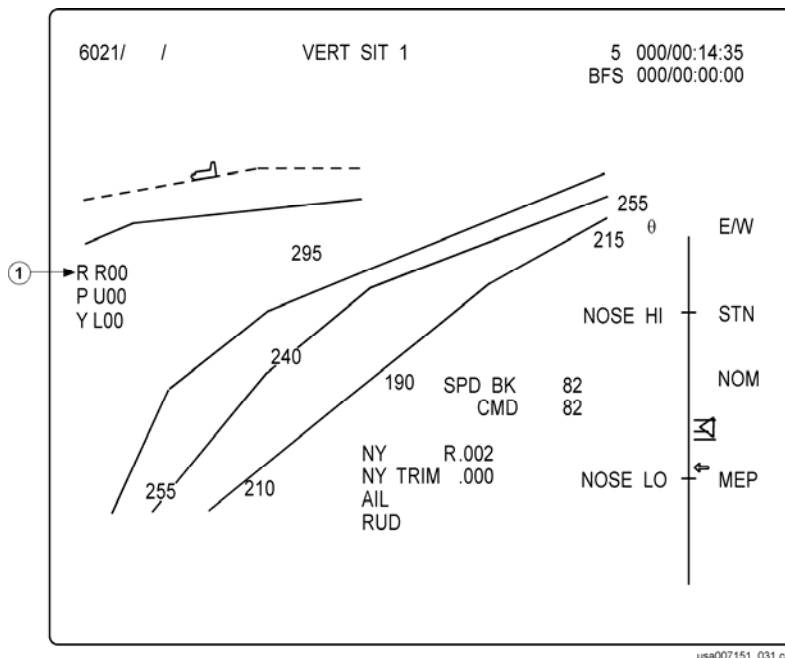 6021/ / VERT SIT 1 5 000/00:14:35
BFS 000/00:00:00
255
θ E/W
215
295
1
R R00
P U00
Y L00
NOSE HI STN
240
190 SPD BK 82 NOM
CMD 82
NY R.002
NY TRIM .000 NOSE LO MEP
255 210
AIL
RUD